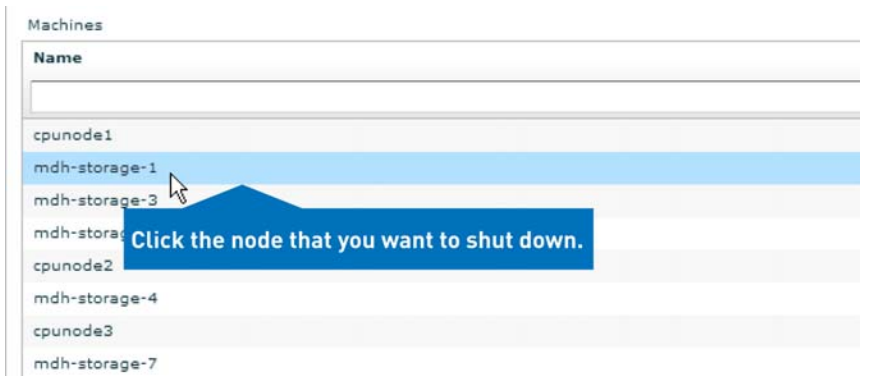 Machines
Name
cpunode1
mdh-storage-1
mdh-storage-3
mdh-storag
Click the node that you want to shut down.
cpunode2
mdh-storage-4
cpunode3
mdh-storage-7